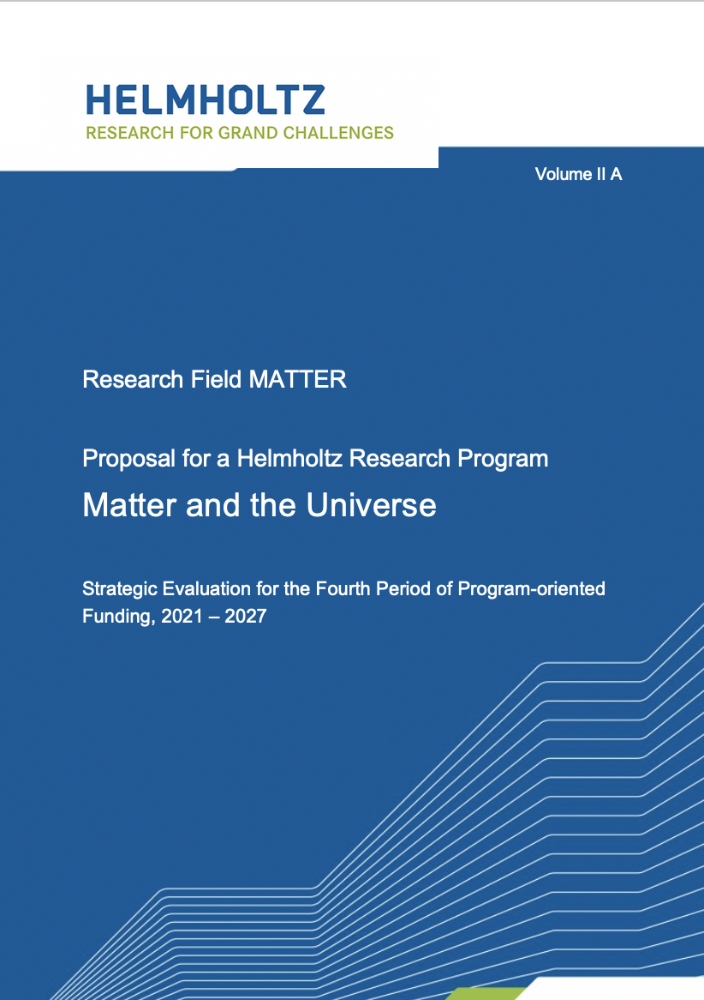 HELMHOLTZ
RESEARCH FOR GRAND CHALLENGES
Volume II A
Research Field MATTER
Proposal for a Helmholtz Research Program
Matter and the Universe
Strategic Evaluation for the Fourth Period of Program-oriented
Funding, 2021 – 2027